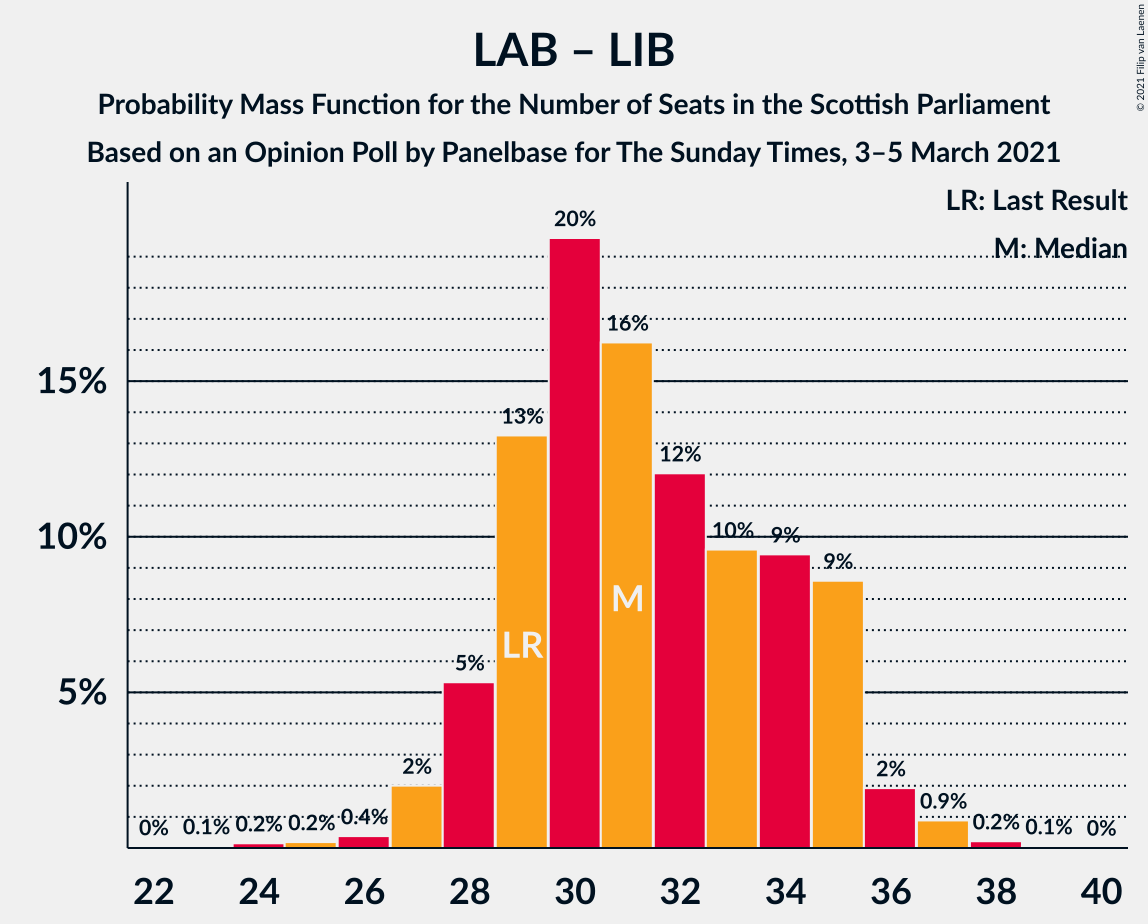 LAB – LIB
Probability Mass Function for the Number of Seats in the Scottish Parliament
Based on an Opinion Poll by Panelbase for The Sunday Times, 3–5 March 2021
© 2021 Filip van Laenen
LR: Last Result
M: Median
15%
10%
5%
0%
0.1%
0.2%
0.2%
0.4%
2%
5%
13%
20%
16%
12%
10%
9%
9%
2%
0.9%
0.2%
0.1%
0%
LR
M
22 24 26 28 30 32 34 36 38 40